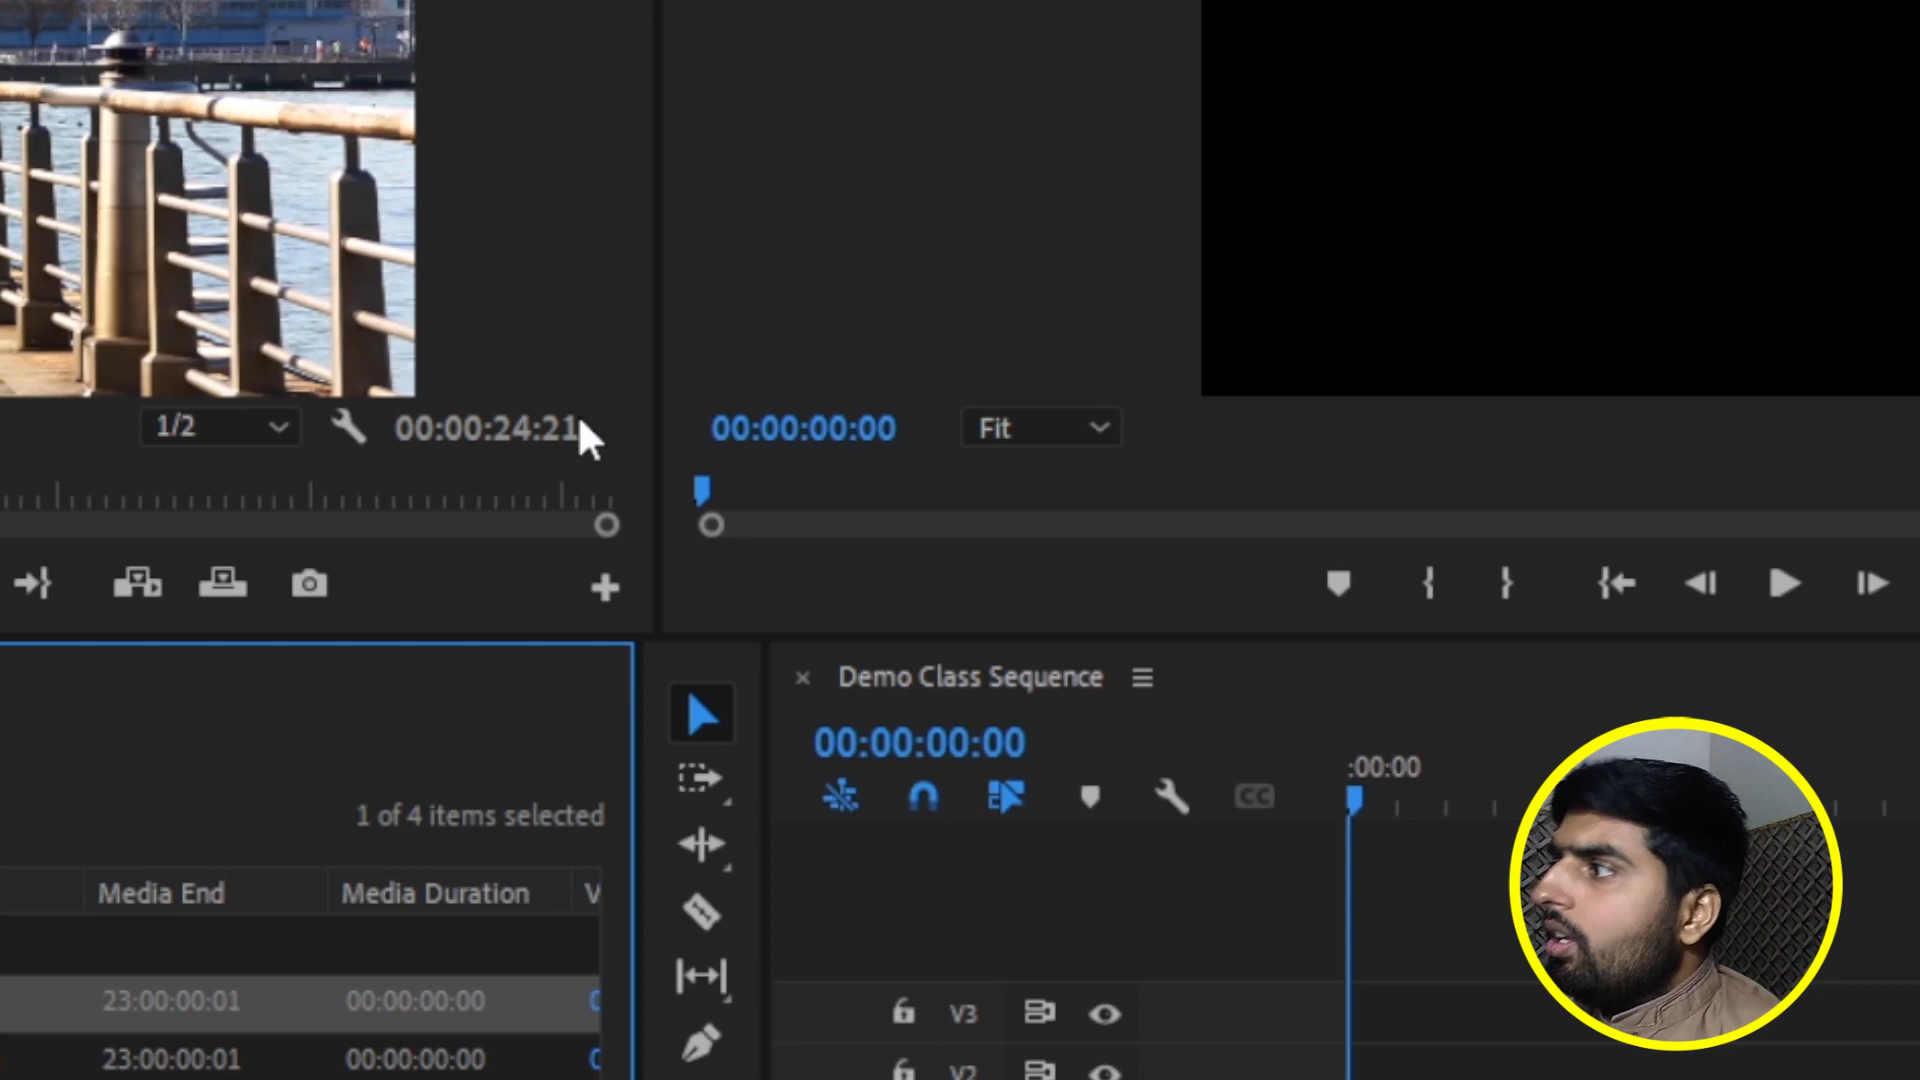 1/2
00:00:24:21
00:00:00:00
Fit
Demo Class Sequence
00:00:00:00
:00:00
CC
1 of 4 items selected
Media End
Media Duration
V
23:00:00:01
00:00:00:00
V3
23:00:00:01
00:00:00:00
V2